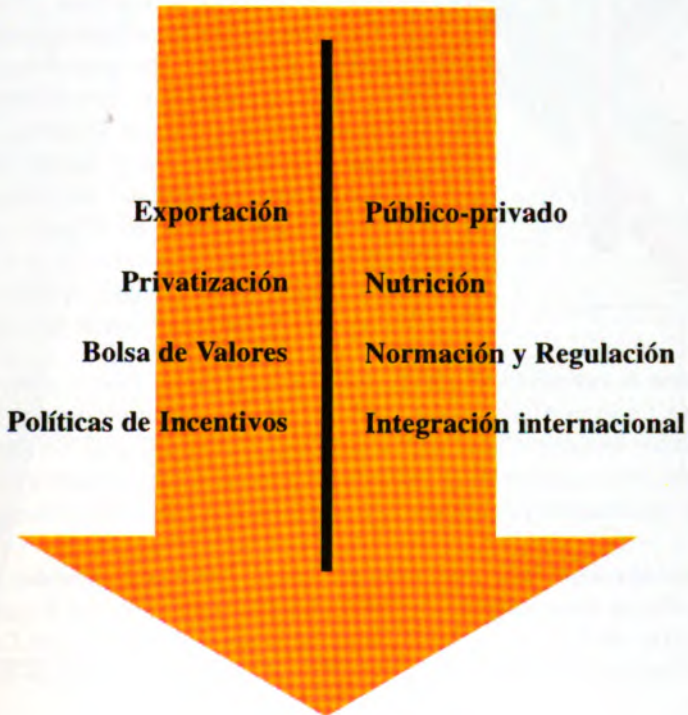 Exportación
Público-privado
Privatización
Nutrición
Bolsa de Valores
Normación y Regulación
Políticas de Incentivos
Integración internacional